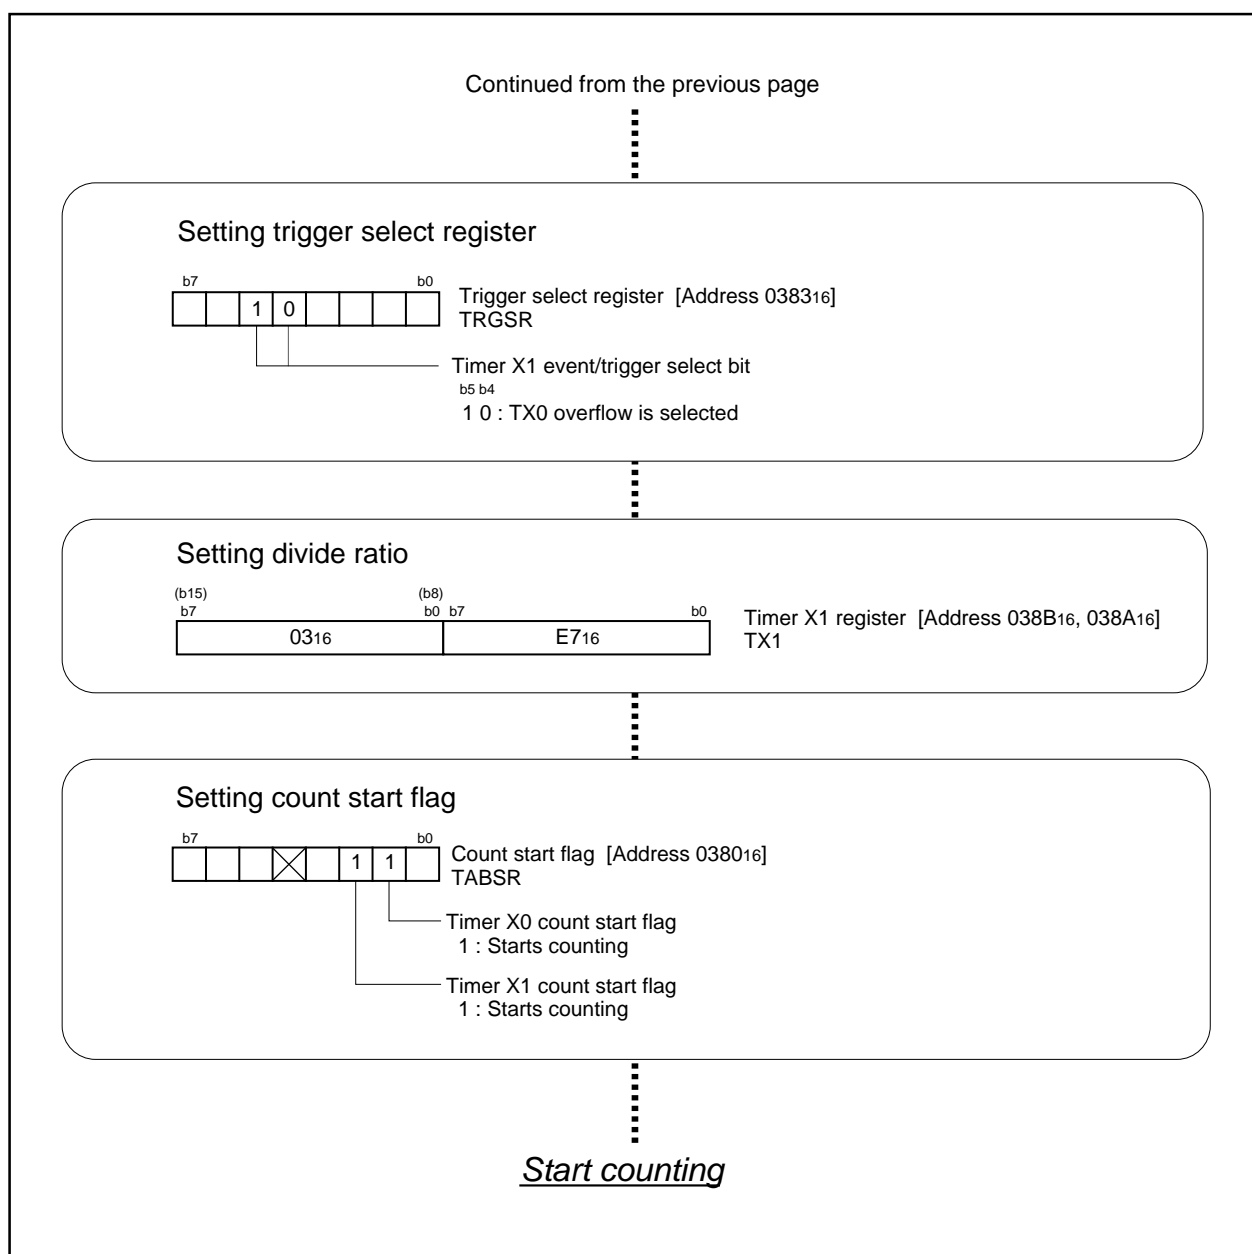 Continued from the previous page
Setting trigger select register
b7 b0
1 0
Trigger select register [Address 038316]
TRGSR
Timer X1 event/trigger select bit
b5 b4
1 0 : TX0 overflow is selected
Setting divide ratio
(b15) (b8)
b7 b0 b7 b0
0316 E716
Timer X1 register [Address 038B16, 038A16]
TX1
Setting count start flag
b7 b0
1 1
Count start flag [Address 038016]
TABSR
Timer X0 count start flag
1 : Starts counting
Timer X1 count start flag
1 : Starts counting
Start counting